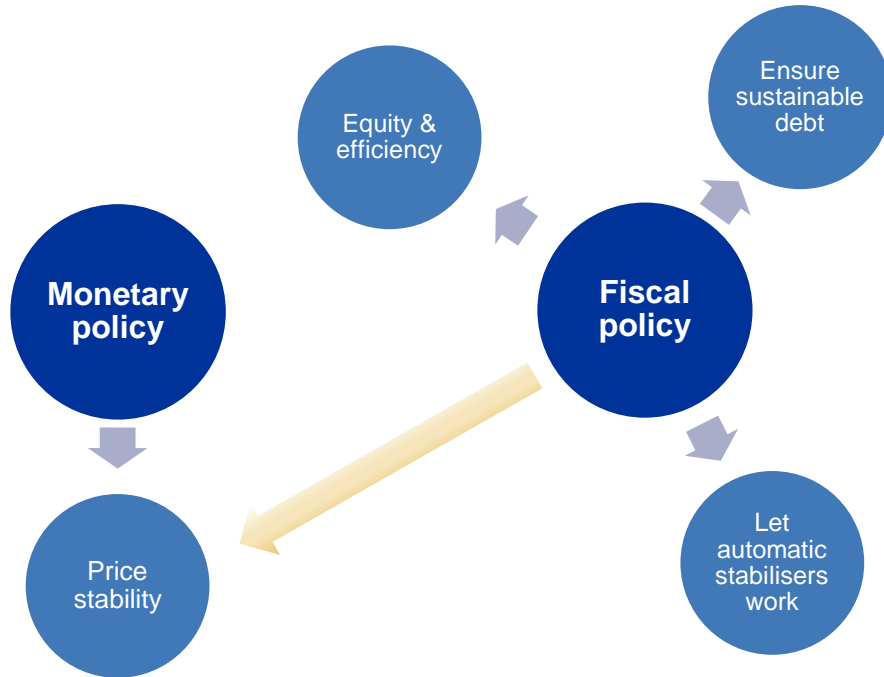 Ensure
sustainable
debt
Equity &
efficiency
Monetary
policy
Fiscal
policy
Price
stability
Let
automatic
stabilisers
work